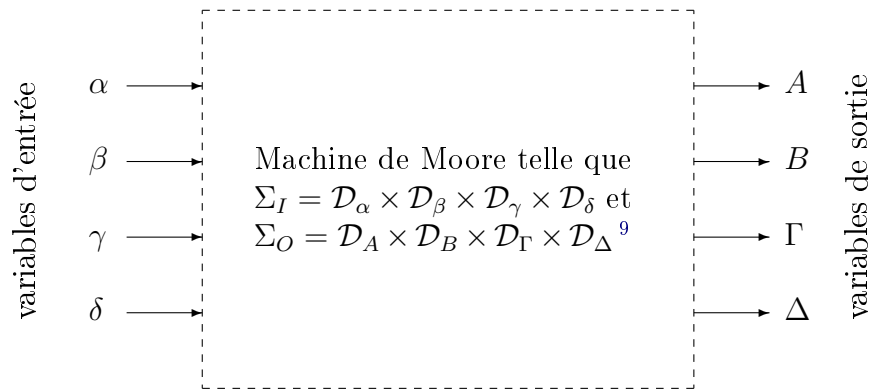 variables d'entrée
α
β
γ
δ
Machine de Moore telle que
Σ_I = 𝒟_α × 𝒟_β × 𝒟_γ × 𝒟_δ et
Σ_O = 𝒟_A × 𝒟_B × 𝒟_Γ × 𝒟_Δ ⁹
A
B
Γ
Δ
variables de sortie